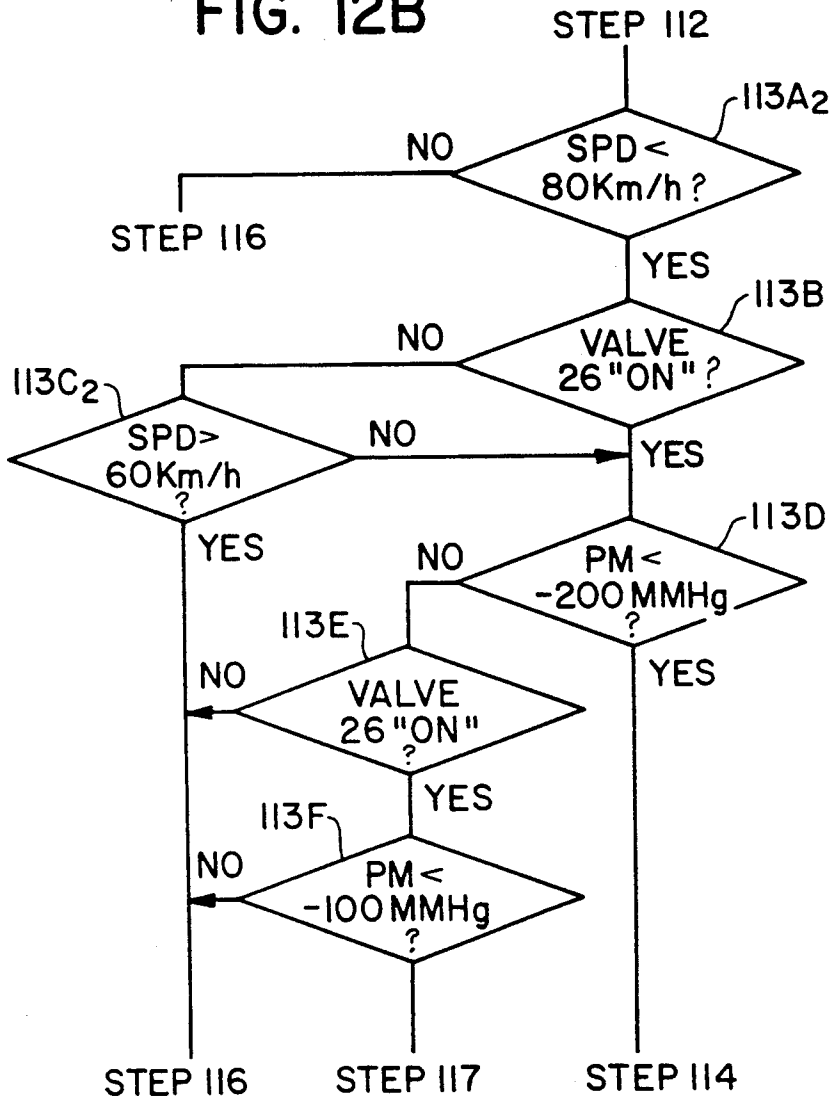 FIG. 12B
STEP 112
113A2
NO
SPD <
80Km/h ?
STEP 116
YES
113B
NO
VALVE
26 "ON" ?
113C2
SPD>
60Km/h
?
NO
YES
YES
113D
NO
PM <
-200 MMHg
?
113E
NO
VALVE
26 "ON"
?
YES
YES
113F
NO
PM <
-100 MMHg
?
STEP 116
STEP 117
STEP 114